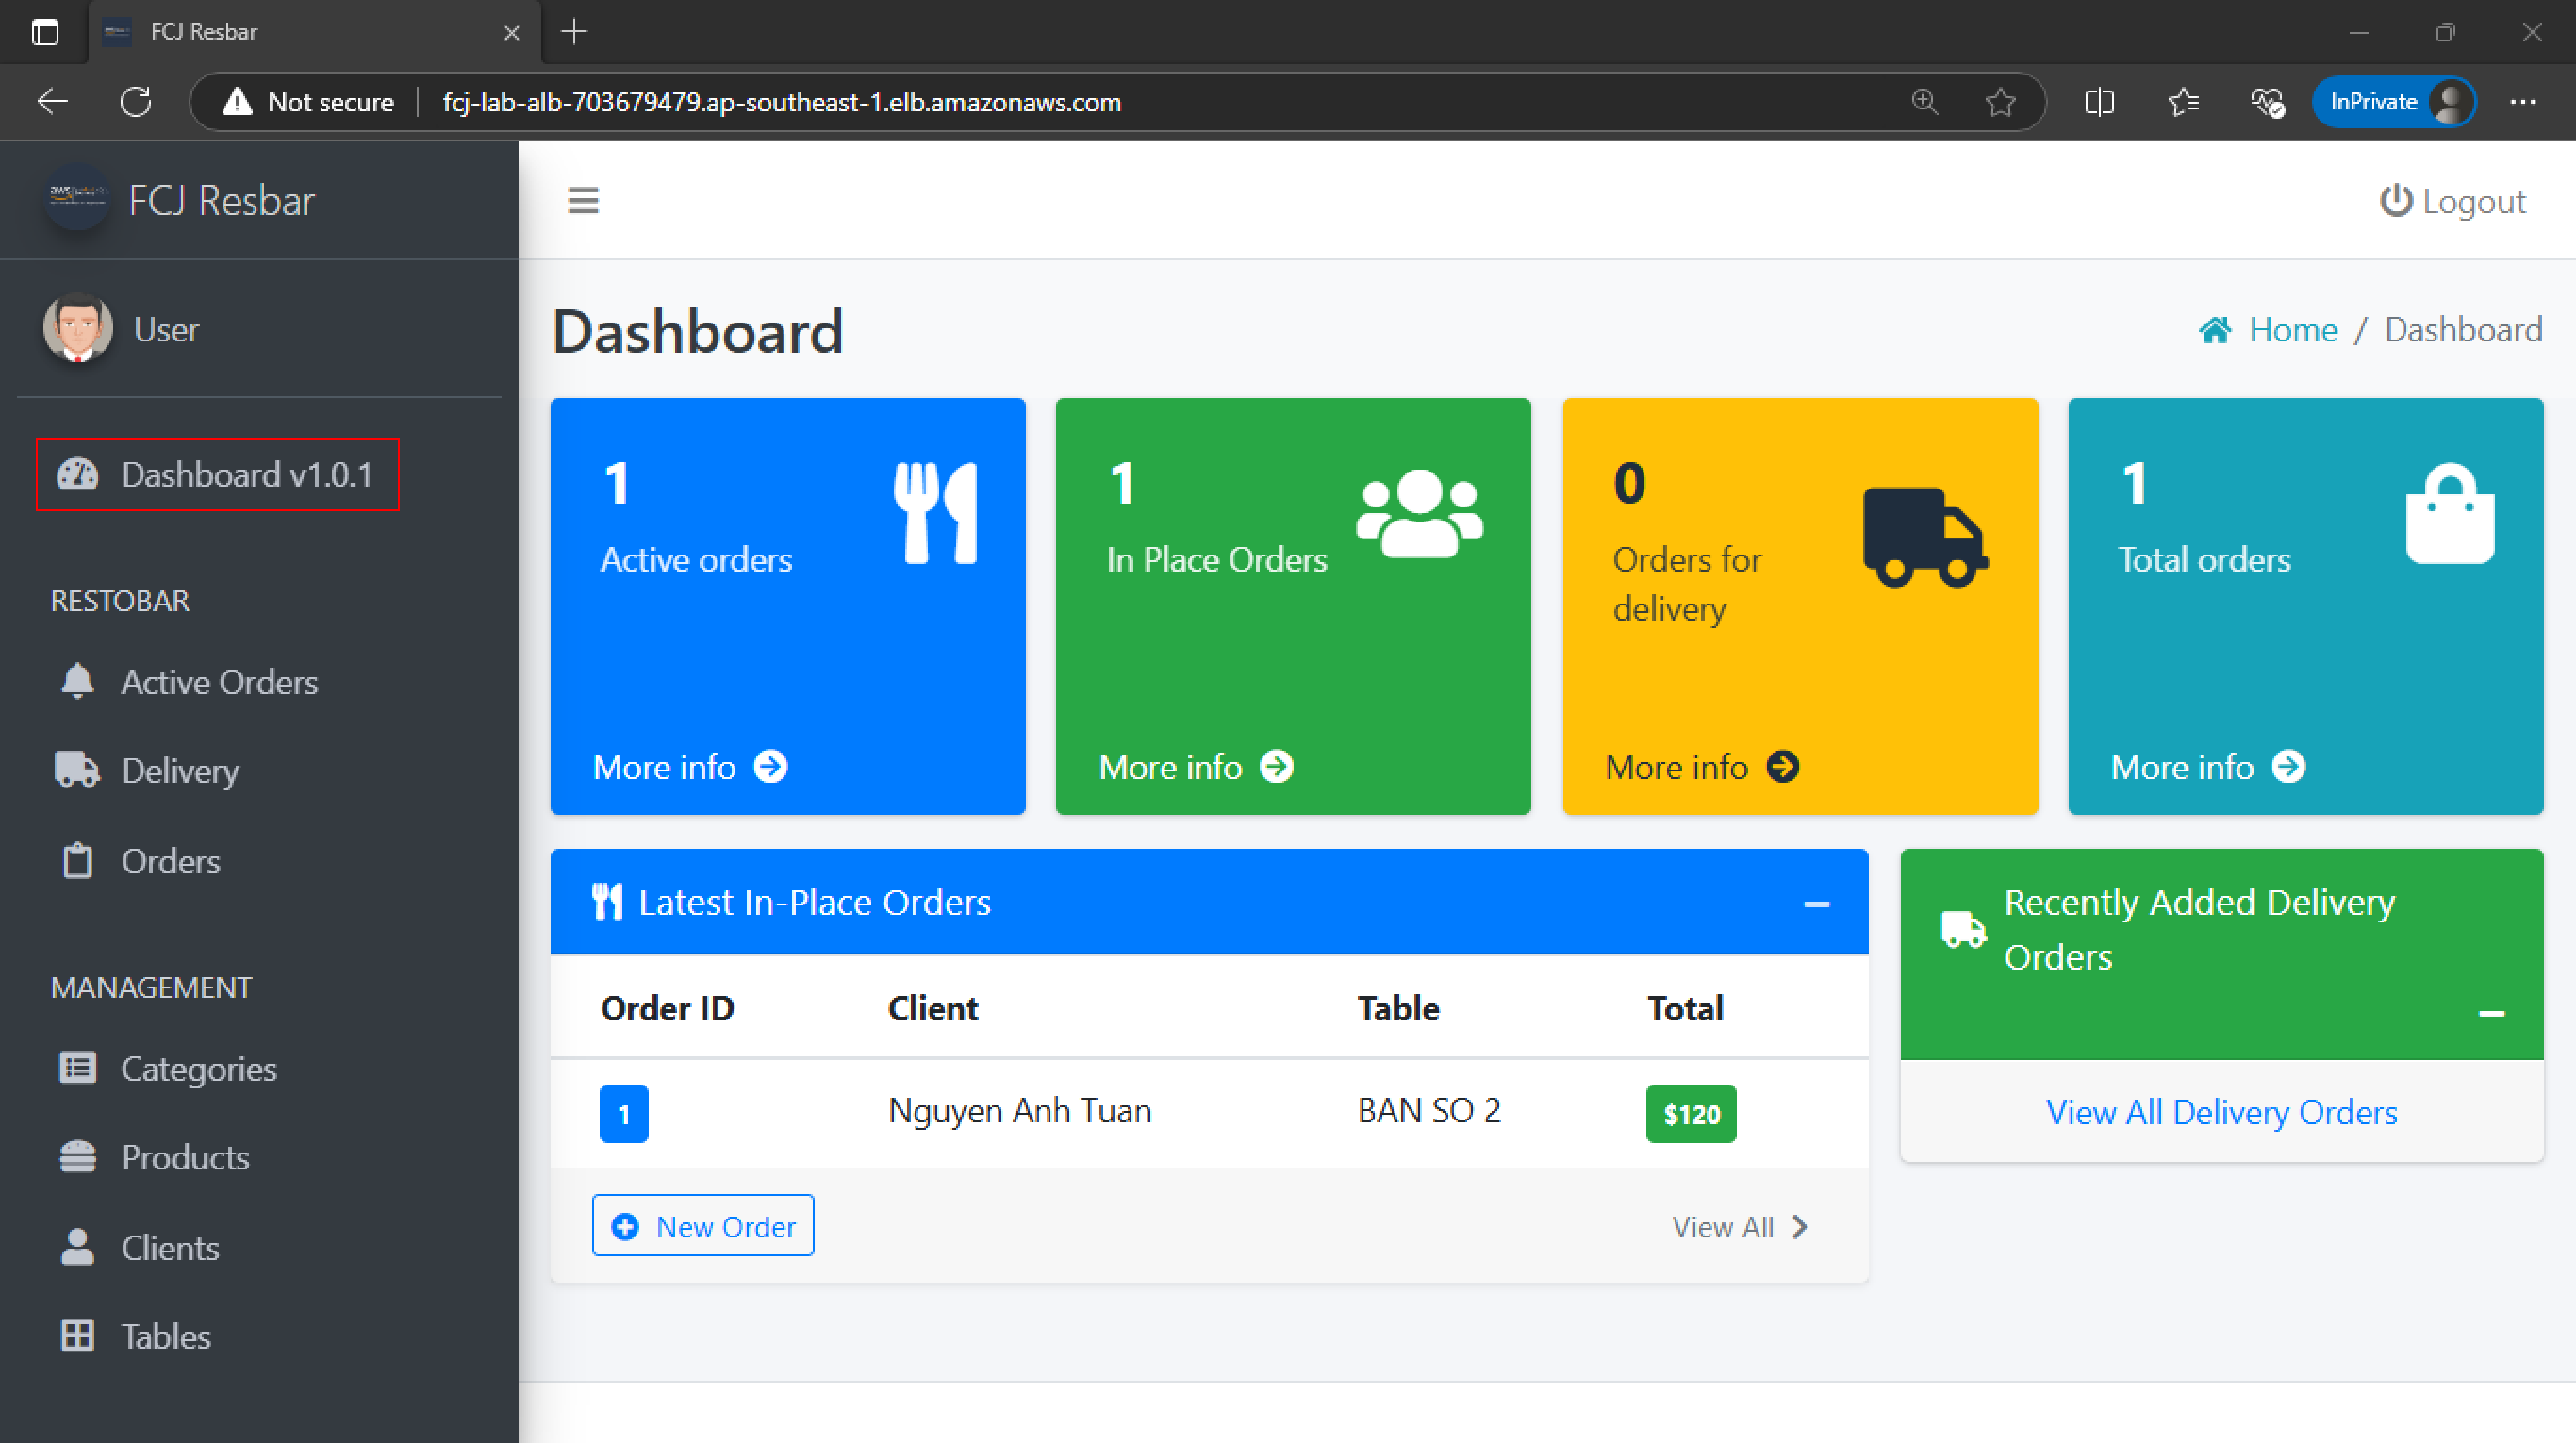 FCJ Resbar
Not secure
fcj-lab-alb-703679479.ap-southeast-1.elb.amazonaws.com
InPrivate
FCJ Resbar
Logout
User
Dashboard
Home / Dashboard
Dashboard v1.0.1
1
Active orders
More info
1
In Place Orders
More info
0
Orders for
delivery
More info
1
Total orders
More info
RESTOBAR
Active Orders
Delivery
Orders
MANAGEMENT
Categories
Products
Clients
Tables
Latest In-Place Orders
Order ID Client Table Total
1 Nguyen Anh Tuan BAN SO 2 $120
New Order
View All
Recently Added Delivery
Orders
View All Delivery Orders